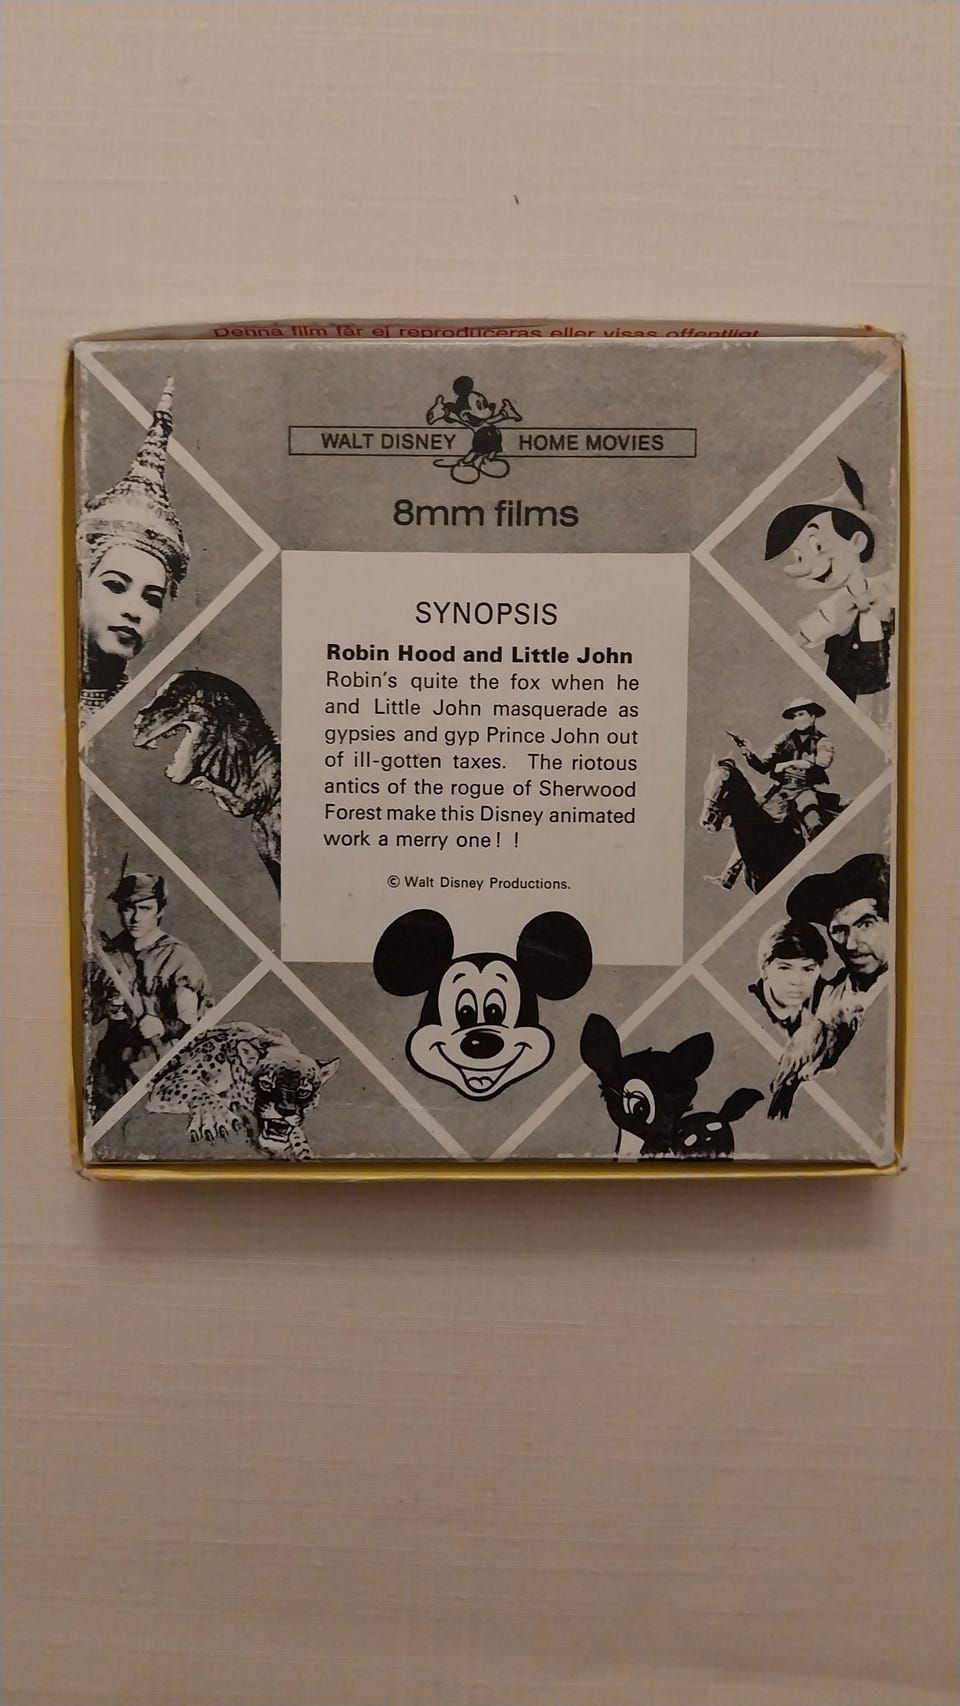 Denna film får ej reproduceras eller visas offentligt
WALT DISNEY HOME MOVIES
8mm films
SYNOPSIS
Robin Hood and Little John
Robin's quite the fox when he
and Little John masquerade as
gypsies and gyp Prince John out
of ill-gotten taxes. The riotous
antics of the rogue of Sherwood
Forest make this Disney animated
work a merry one! !
© Walt Disney Productions.